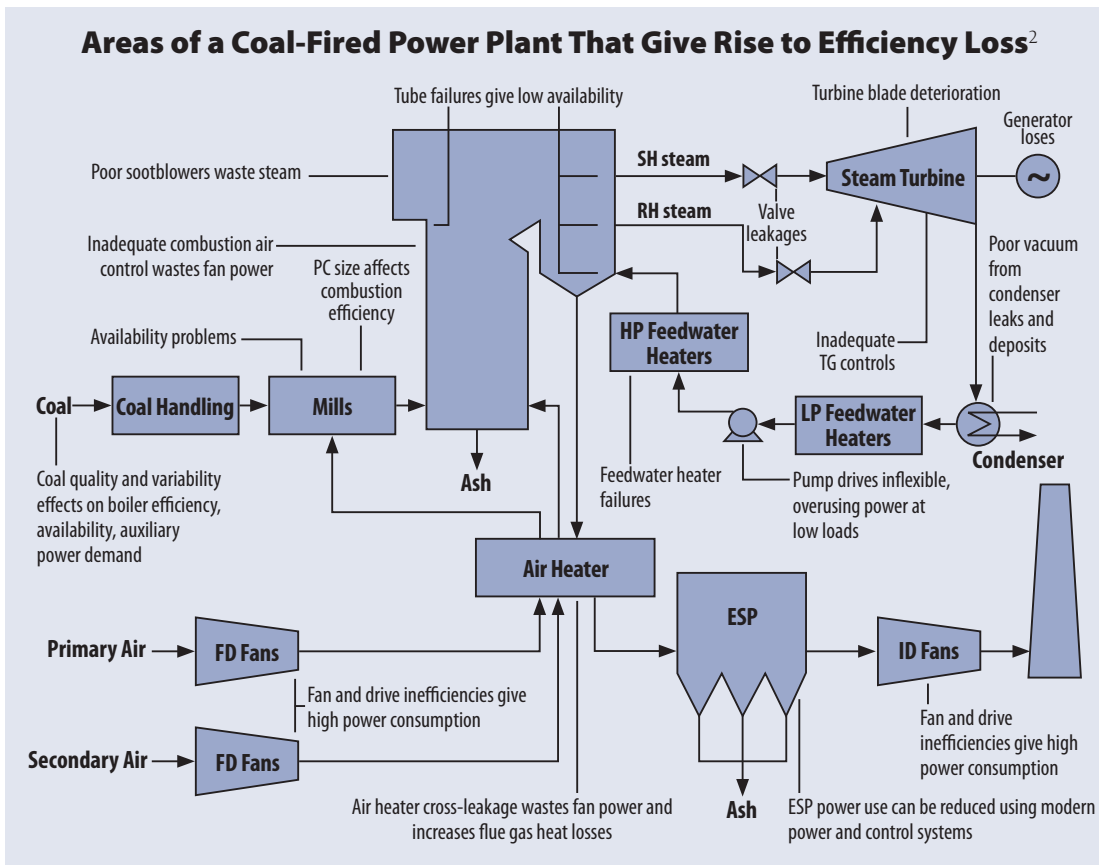 Areas of a Coal-Fired Power Plant That Give Rise to Efficiency Loss2
Tube failures give low availability
Turbine blade deterioration
Generator
loses
Poor sootblowers waste steam
SH steam
Steam Turbine
~
RH steam
Valve
leakages
Inadequate combustion air
control wastes fan power
PC size affects
combustion
efficiency
Poor vacuum
from
condenser
leaks and
deposits
Availability problems
HP Feedwater
Heaters
Inadequate
TG controls
Coal
Coal Handling
Mills
LP Feedwater
Heaters
Condenser
Ash
Feedwater heater
failures
Pump drives inflexible,
overusing power at
low loads
Coal quality and variability
effects on boiler efficiency,
availability, auxiliary
power demand
Air Heater
ESP
Primary Air
FD Fans
ID Fans
Fan and drive inefficiencies give
high power consumption
Fan and drive
inefficiencies give high
power consumption
Secondary Air
FD Fans
Air heater cross-leakage wastes fan power and
increases flue gas heat losses
Ash
ESP power use can be reduced using modern
power and control systems